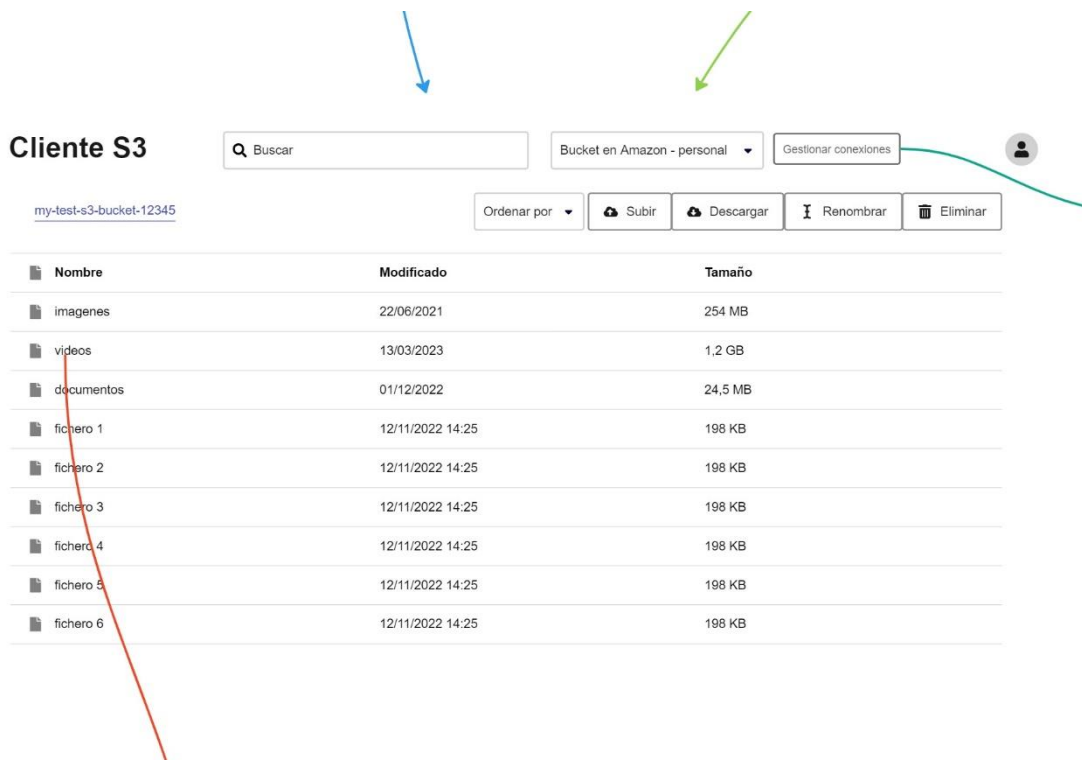 Cliente S3 Buscar Bucket en Amazon - personal Gestionar conexiones
my-test-s3-bucket-12345 Ordenar por Subir Descargar Renombrar Eliminar
Nombre Modificado Tamaño
imagenes 22/06/2021 254 MB
videos 13/03/2023 1,2 GB
documentos 01/12/2022 24,5 MB
fichero 1 12/11/2022 14:25 198 KB
fichero 2 12/11/2022 14:25 198 KB
fichero 3 12/11/2022 14:25 198 KB
fichero 4 12/11/2022 14:25 198 KB
fichero 5 12/11/2022 14:25 198 KB
fichero 6 12/11/2022 14:25 198 KB